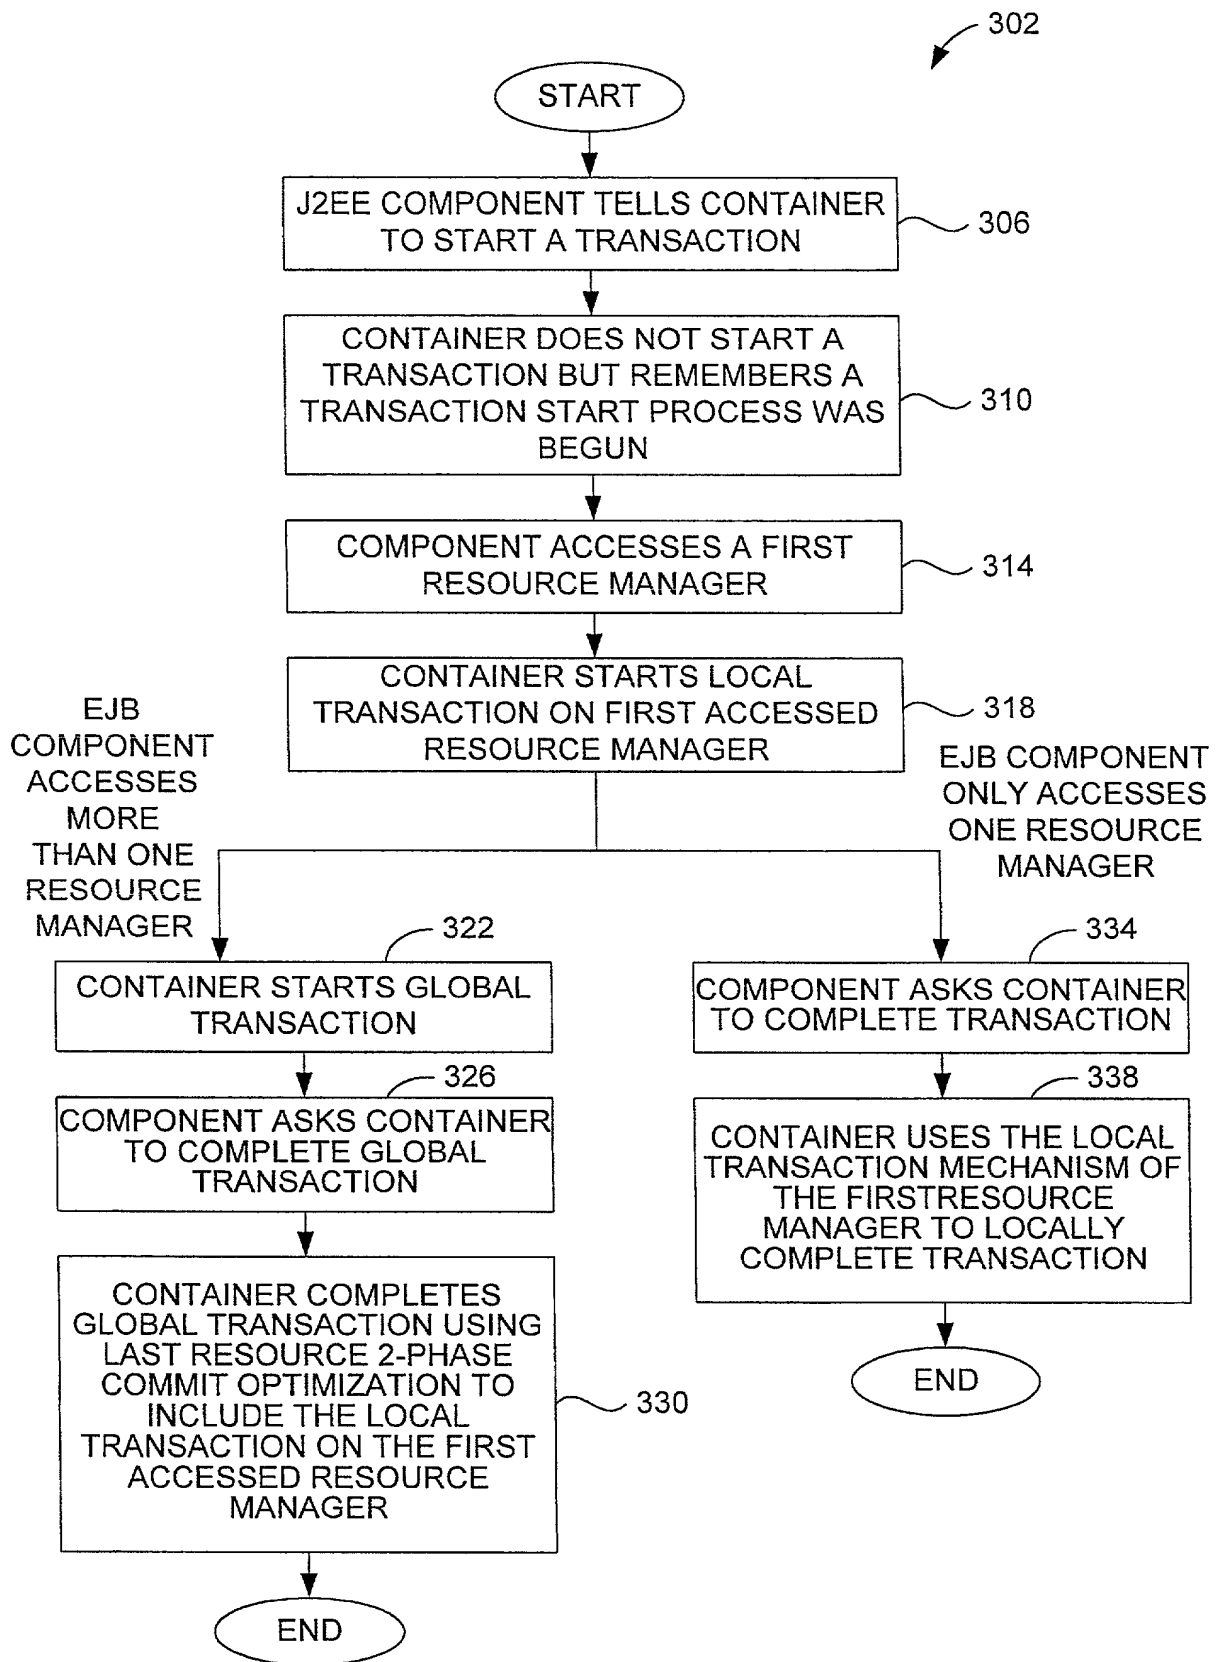 302
START
J2EE COMPONENT TELLS CONTAINER
TO START A TRANSACTION
306
CONTAINER DOES NOT START A
TRANSACTION BUT REMEMBERS A
TRANSACTION START PROCESS WAS
BEGUN
310
COMPONENT ACCESSES A FIRST
RESOURCE MANAGER
314
CONTAINER STARTS LOCAL
TRANSACTION ON FIRST ACCESSED
RESOURCE MANAGER
318
EJB
COMPONENT
ACCESSES
MORE
THAN ONE
RESOURCE
MANAGER
EJB COMPONENT
ONLY ACCESSES
ONE RESOURCE
MANAGER
322
CONTAINER STARTS GLOBAL
TRANSACTION
326
COMPONENT ASKS CONTAINER
TO COMPLETE GLOBAL
TRANSACTION
CONTAINER COMPLETES
GLOBAL TRANSACTION USING
LAST RESOURCE 2-PHASE
COMMIT OPTIMIZATION TO
INCLUDE THE LOCAL
TRANSACTION ON THE FIRST
ACCESSED RESOURCE
MANAGER
330
END
334
COMPONENT ASKS CONTAINER
TO COMPLETE TRANSACTION
338
CONTAINER USES THE LOCAL
TRANSACTION MECHANISM OF
THE FIRSTRESOURCE
MANAGER TO LOCALLY
COMPLETE TRANSACTION
END